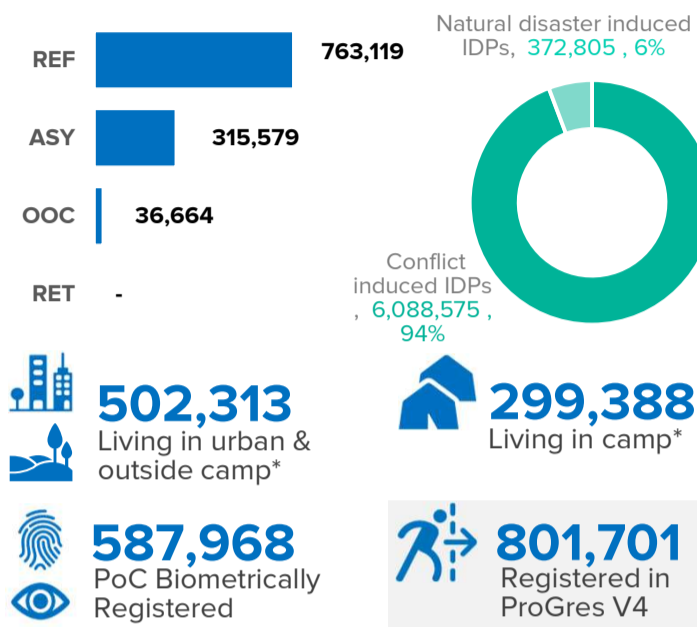 REF 763,119
ASY 315,579
OOC 36,664
RET -
Natural disaster induced
IDPs, 372,805 , 6%
Conflict
induced IDPs
, 6,088,575 ,
94%
502,313
Living in urban &
outside camp*
299,388
Living in camp*
587,968
PoC Biometrically
Registered
801,701
Registered in
ProGres V4